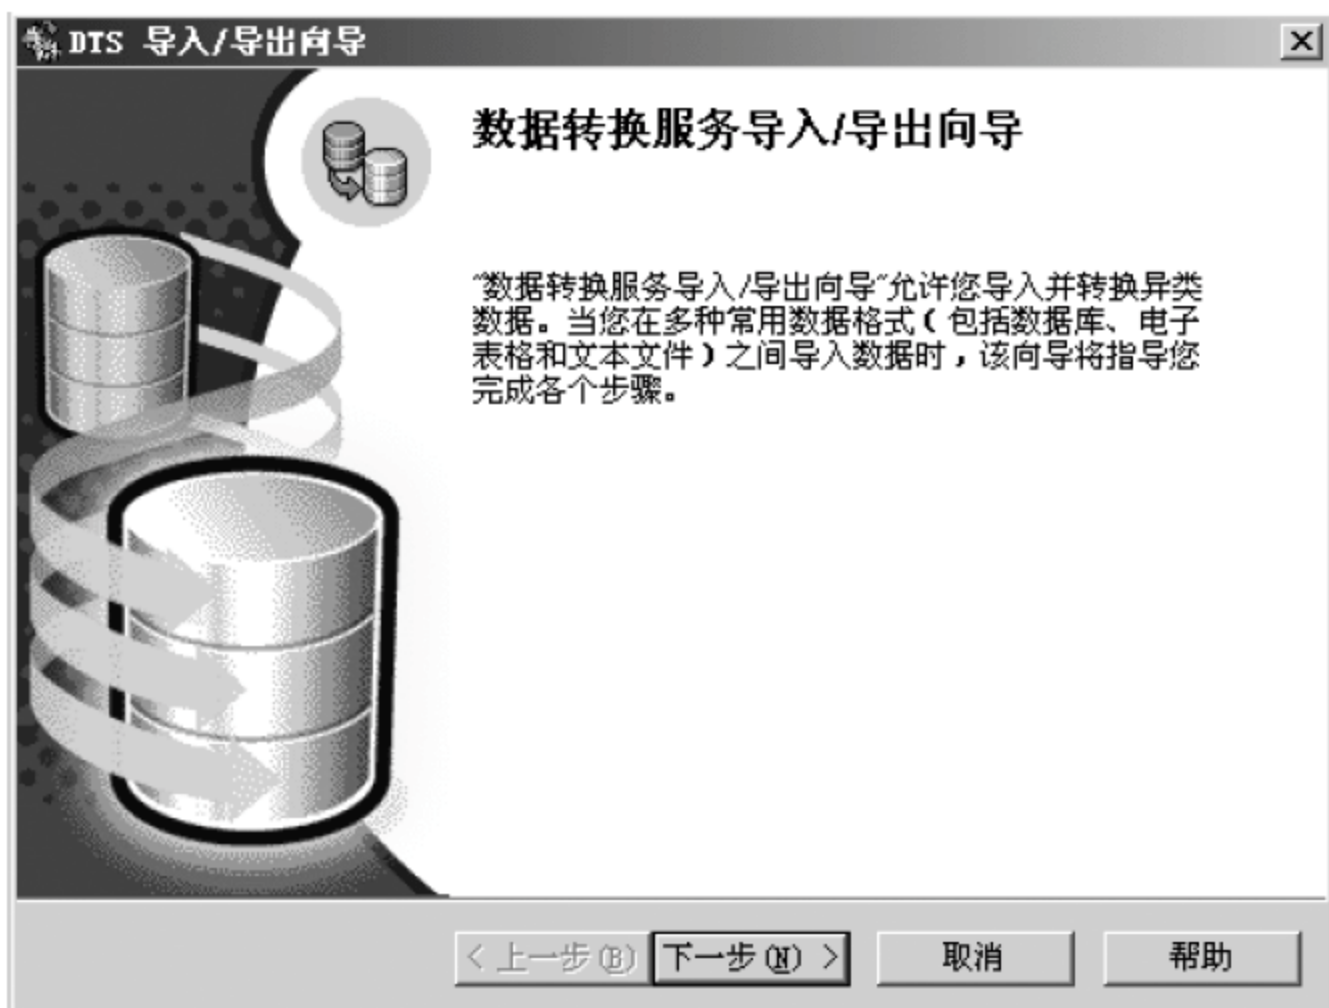 DTS 导入/导出向导
数据转换服务导入/导出向导
"数据转换服务导入/导出向导"允许您导入并转换异类
数据。当您在多种常用数据格式(包括数据库、电子
表格和文本文件)之间导入数据时,该向导将指导您
完成各个步骤。
< 上一步(B) 下一步(N) > 取消 帮助